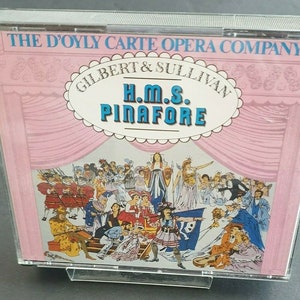 THE D'OYLY CARTE OPERA COMPANY
GILBERT & SULLIVAN
H.M.S.
PINAFORE